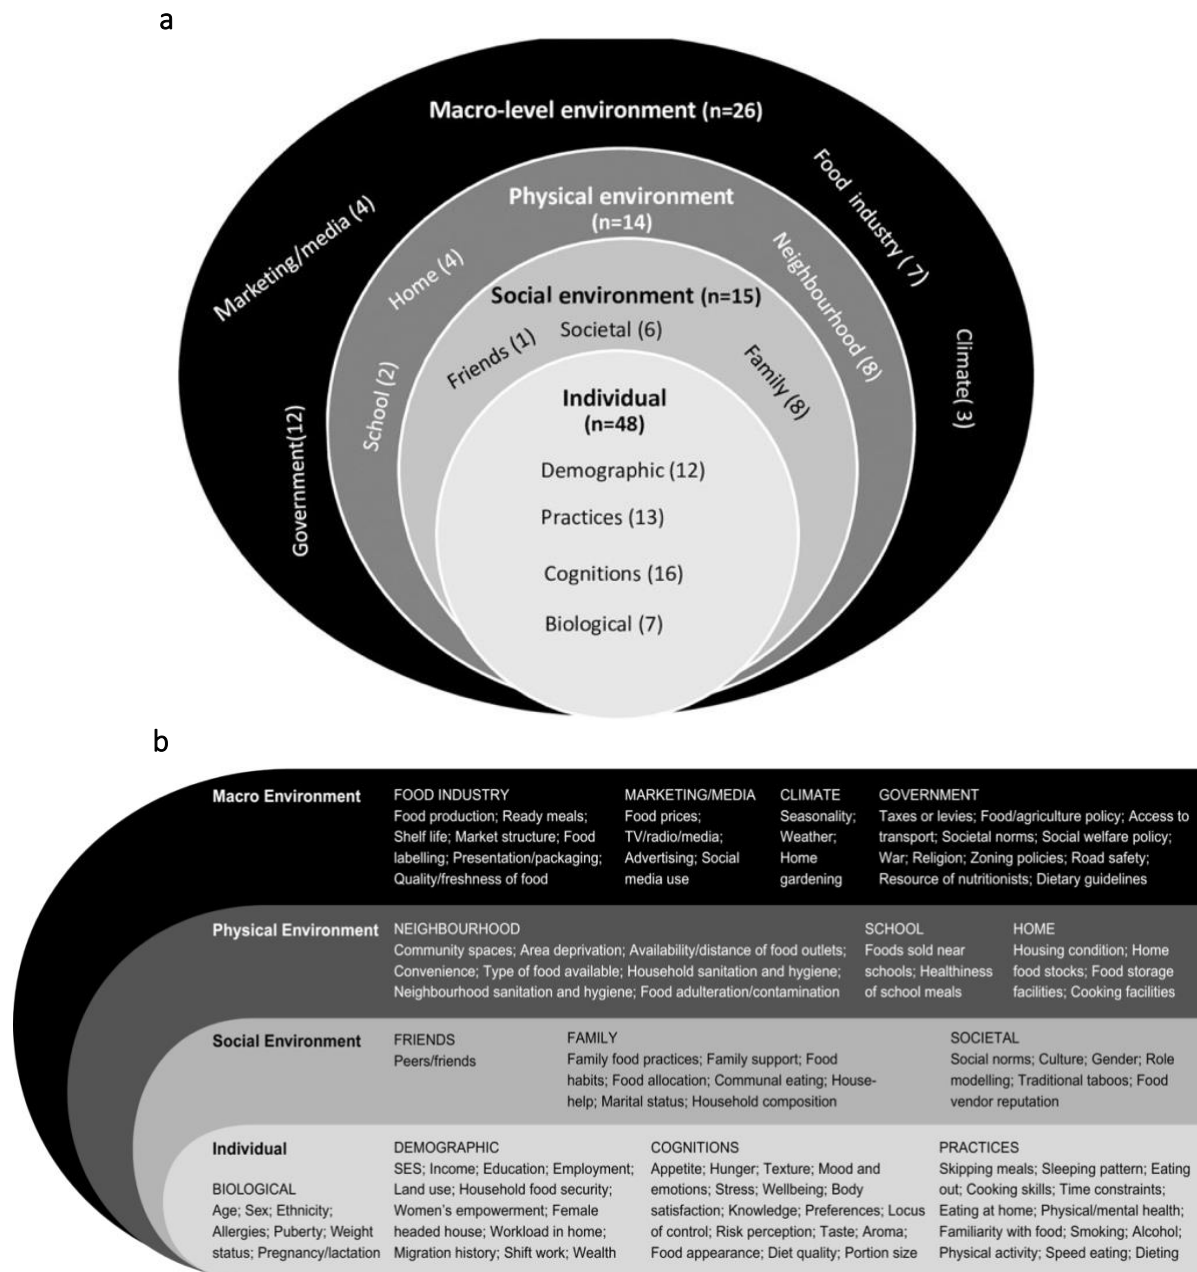 a
Macro-level environment (n=26)
Marketing/media (4)
Government(12)
Food industry ( 7)
Climate( 3)
Physical environment
(n=14)
Home (4)
School (2)
Neighbourhood (8)
Social environment (n=15)
Societal (6)
Friends (1)
Family (8)
Individual
(n=48)
Demographic (12)
Practices (13)
Cognitions (16)
Biological (7)
b
Macro Environment
FOOD INDUSTRY
Food production; Ready meals;
Shelf life; Market structure; Food
labelling; Presentation/packaging;
Quality/freshness of food
MARKETING/MEDIA
Food prices;
TV/radio/media;
Advertising; Social
media use
CLIMATE
Seasonality;
Weather;
Home
gardening
GOVERNMENT
Taxes or levies; Food/agriculture policy; Access to
transport; Societal norms; Social welfare policy;
War; Religion; Zoning policies; Road safety;
Resource of nutritionists; Dietary guidelines
Physical Environment
NEIGHBOURHOOD
Community spaces; Area deprivation; Availability/distance of food outlets;
Convenience; Type of food available; Household sanitation and hygiene;
Neighbourhood sanitation and hygiene; Food adulteration/contamination
SCHOOL
Foods sold near
schools; Healthiness
of school meals
HOME
Housing condition; Home
food stocks; Food storage
facilities; Cooking facilities
Social Environment
FRIENDS
Peers/friends
FAMILY
Family food practices; Family support; Food
habits; Food allocation; Communal eating; House-
help; Marital status; Household composition
SOCIETAL
Social norms; Culture; Gender; Role
modelling; Traditional taboos; Food
vendor reputation
Individual
BIOLOGICAL
Age; Sex; Ethnicity;
Allergies; Puberty; Weight
status; Pregnancy/lactation
DEMOGRAPHIC
SES; Income; Education; Employment;
Land use; Household food security;
Women's empowerment; Female
headed house; Workload in home;
Migration history; Shift work; Wealth
COGNITIONS
Appetite; Hunger; Texture; Mood and
emotions; Stress; Wellbeing; Body
satisfaction; Knowledge; Preferences; Locus
of control; Risk perception; Taste; Aroma;
Food appearance; Diet quality; Portion size
PRACTICES
Skipping meals; Sleeping pattern; Eating
out; Cooking skills; Time constraints;
Eating at home; Physical/mental health;
Familiarity with food; Smoking; Alcohol;
Physical activity; Speed eating; Dieting